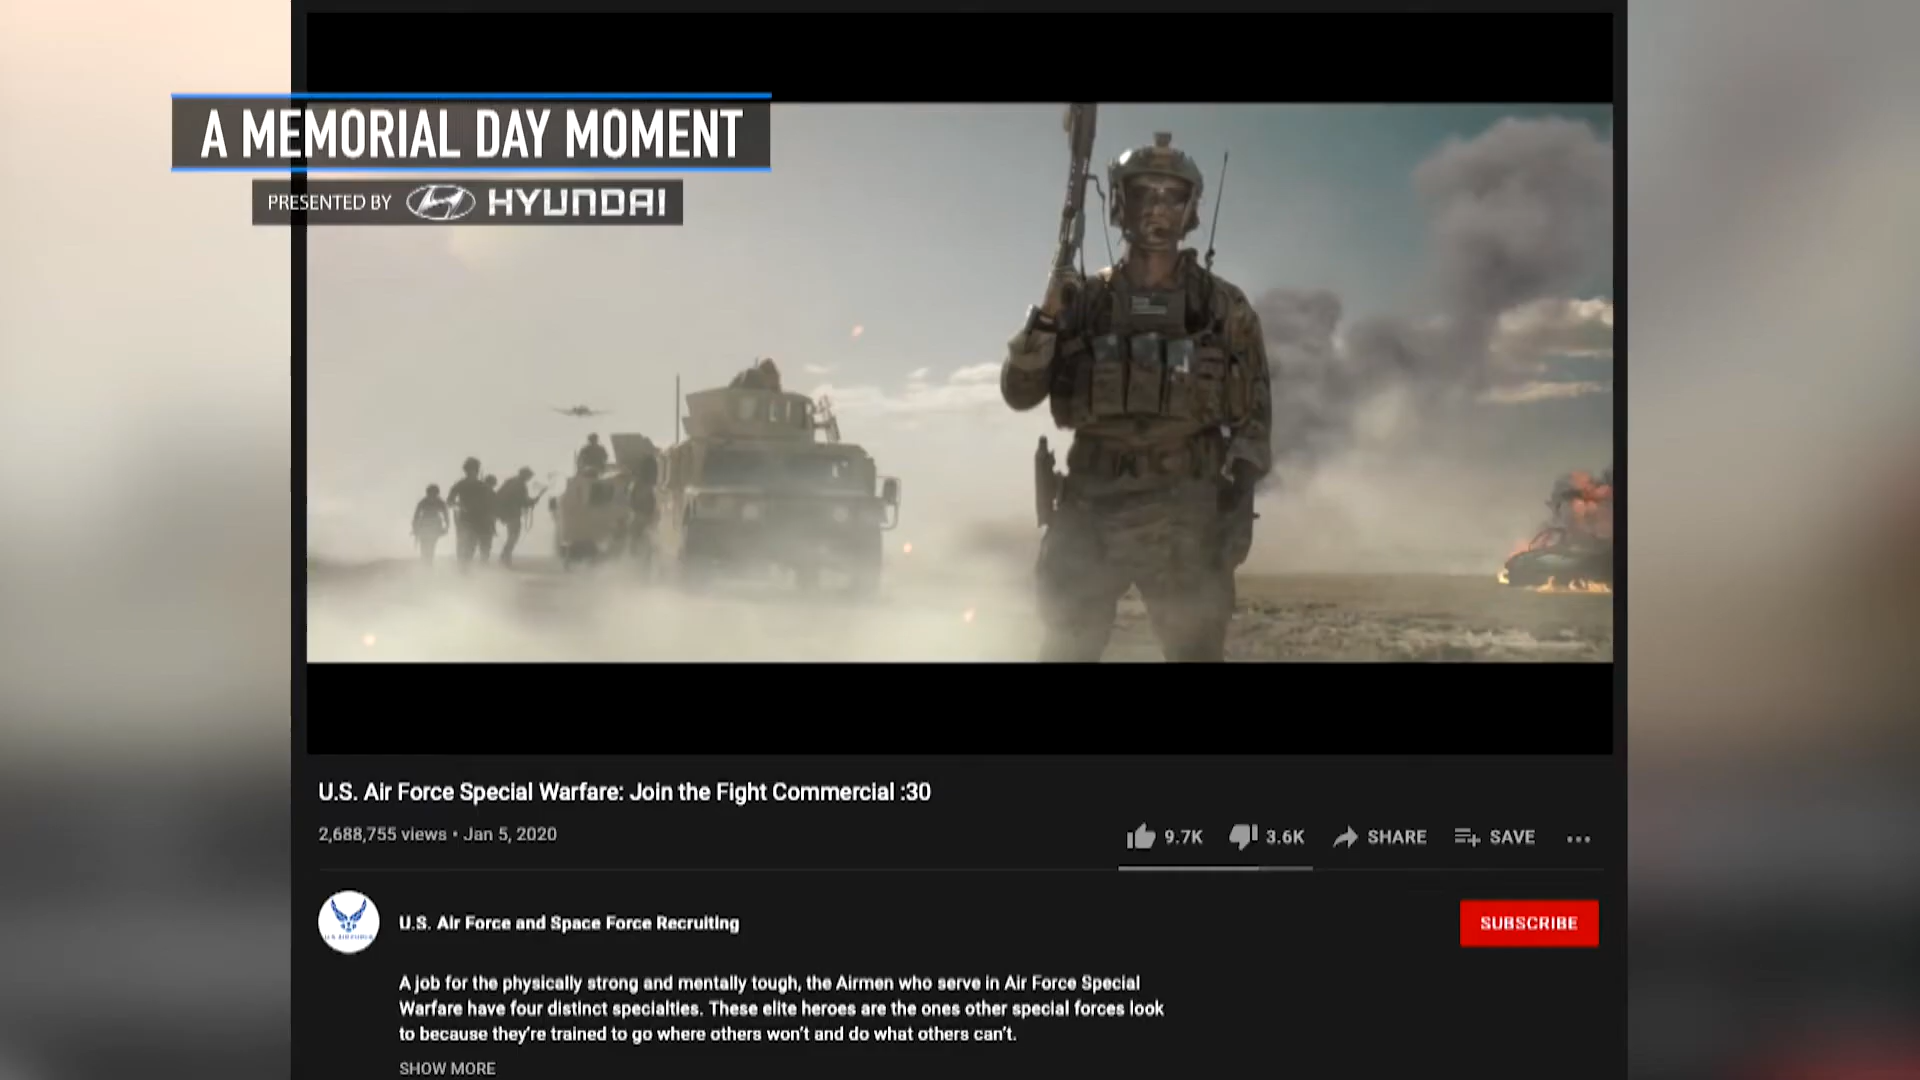 A MEMORIAL DAY MOMENT
PRESENTED BY HYUNDAI
U.S. Air Force Special Warfare: Join the Fight Commercial :30
2,688,755 views • Jan 5, 2020
9.7K 3.6K SHARE SAVE
U.S. Air Force and Space Force Recruiting
SUBSCRIBE
A job for the physically strong and mentally tough, the Airmen who serve in Air Force Special
Warfare have four distinct specialties. These elite heroes are the ones other special forces look
to because they're trained to go where others won't and do what others can't.
SHOW MORE